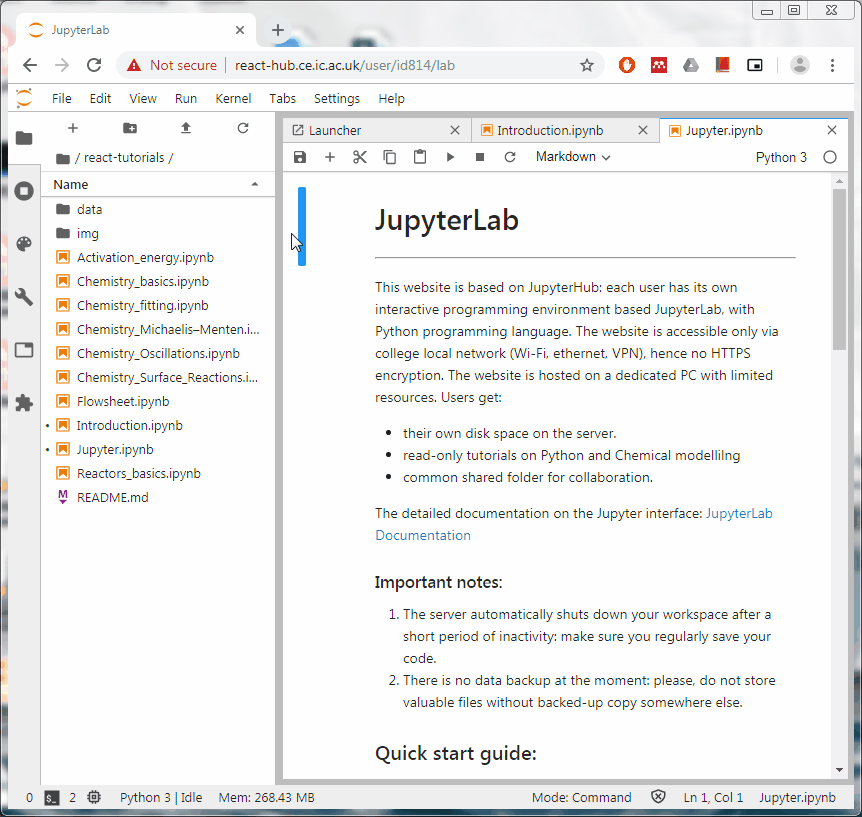 JupyterLab
Not secure react-hub.ce.ic.ac.uk/user/id814/lab
File Edit View Run Kernel Tabs Settings Help
/ react-tutorials /
Name
data
img
Activation_energy.ipynb
Chemistry_basics.ipynb
Chemistry_fitting.ipynb
Chemistry_Michaelis–Menten.i...
Chemistry_Oscillations.ipynb
Chemistry_Surface_Reactions.i...
Flowsheet.ipynb
Introduction.ipynb
Jupyter.ipynb
Reactors_basics.ipynb
README.md
Launcher Introduction.ipynb Jupyter.ipynb
Markdown Python 3
JupyterLab
This website is based on JupyterHub: each user has its own
interactive programming environment based JupyterLab, with
Python programming language. The website is accessible only via
college local network (Wi-Fi, ethernet, VPN), hence no HTTPS
encryption. The website is hosted on a dedicated PC with limited
resources. Users get:
• their own disk space on the server.
• read-only tutorials on Python and Chemical modellilng
• common shared folder for collaboration.
The detailed documentation on the Jupyter interface: JupyterLab
Documentation
Important notes:
1. The server automatically shuts down your workspace after a
short period of inactivity: make sure you regularly save your
code.
2. There is no data backup at the moment: please, do not store
valuable files without backed-up copy somewhere else.
Quick start guide:
0 2 Python 3 | Idle Mem: 268.43 MB Mode: Command Ln 1, Col 1 Jupyter.ipynb